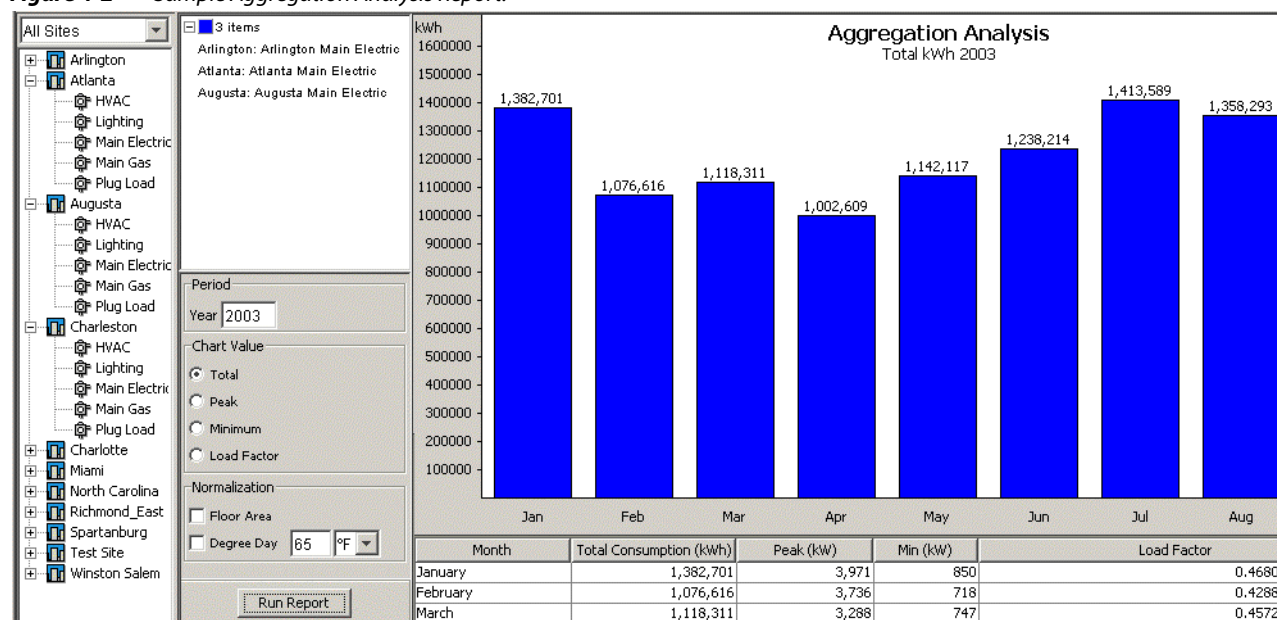 Sample Aggregation Analysis Report.
All Sites
Arlington
Atlanta
HVAC
Lighting
Main Electric
Main Gas
Plug Load
Augusta
HVAC
Lighting
Main Electric
Main Gas
Plug Load
Charleston
HVAC
Lighting
Main Electric
Main Gas
Plug Load
Charlotte
Miami
North Carolina
Richmond_East
Spartanburg
Test Site
Winston Salem
3 items
Arlington: Arlington Main Electric
Atlanta: Atlanta Main Electric
Augusta: Augusta Main Electric
Period
Year 2003
Chart Value
Total
Peak
Minimum
Load Factor
Normalization
Floor Area
Degree Day 65 °F
Run Report
Aggregation Analysis
Total kWh 2003
kWh
1600000
1500000
1400000
1300000
1200000
1100000
1000000
900000
800000
700000
600000
500000
400000
300000
200000
100000
1,382,701
1,076,616
1,118,311
1,002,609
1,142,117
1,238,214
1,413,589
1,358,293
Jan Feb Mar Apr May Jun Jul Aug
Month Total Consumption (kWh) Peak (kW) Min (kW) Load Factor
January 1,382,701 3,971 850 0.4680
February 1,076,616 3,736 718 0.4288
March 1,118,311 3,288 747 0.4572